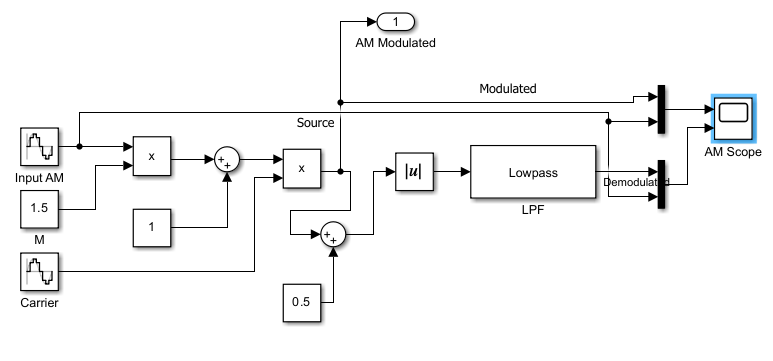 1
AM Modulated
Modulated
Source
AM Scope
Input AM
x
+
+
x
|u|
Lowpass
LPF
Demodulated
1.5
M
1
+
+
Carrier
0.5